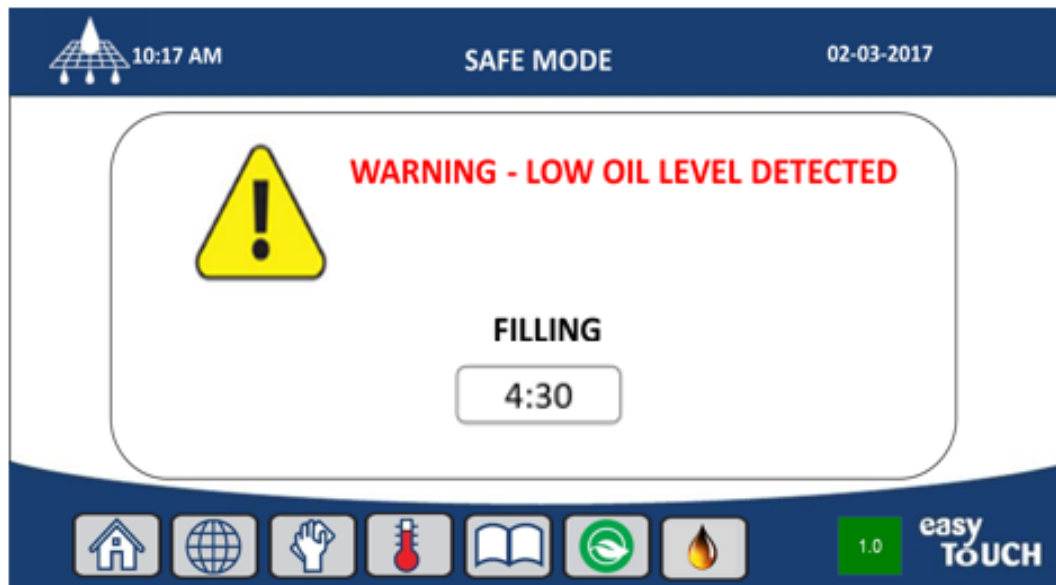 10:17 AM
SAFE MODE
02-03-2017
WARNING - LOW OIL LEVEL DETECTED
FILLING
4:30
1.0
easy
TOUCH